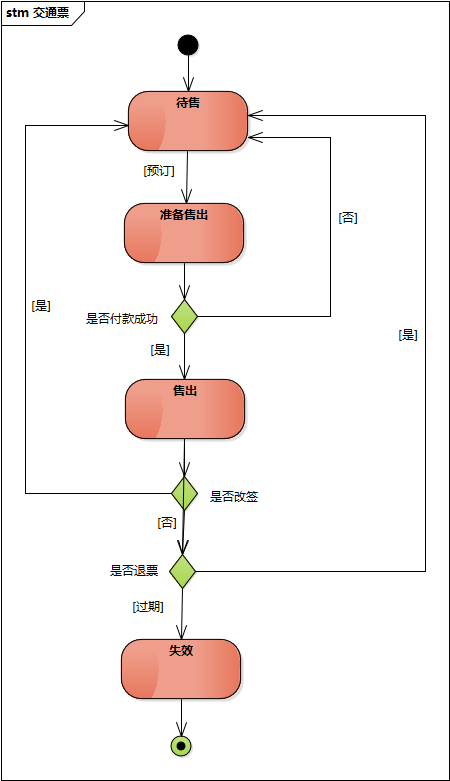 stm 交通票
待售
[预订]
准备售出
[否]
[是]
是否付款成功
[是]
[是]
售出
是否改签
[否]
是否退票
[过期]
失效